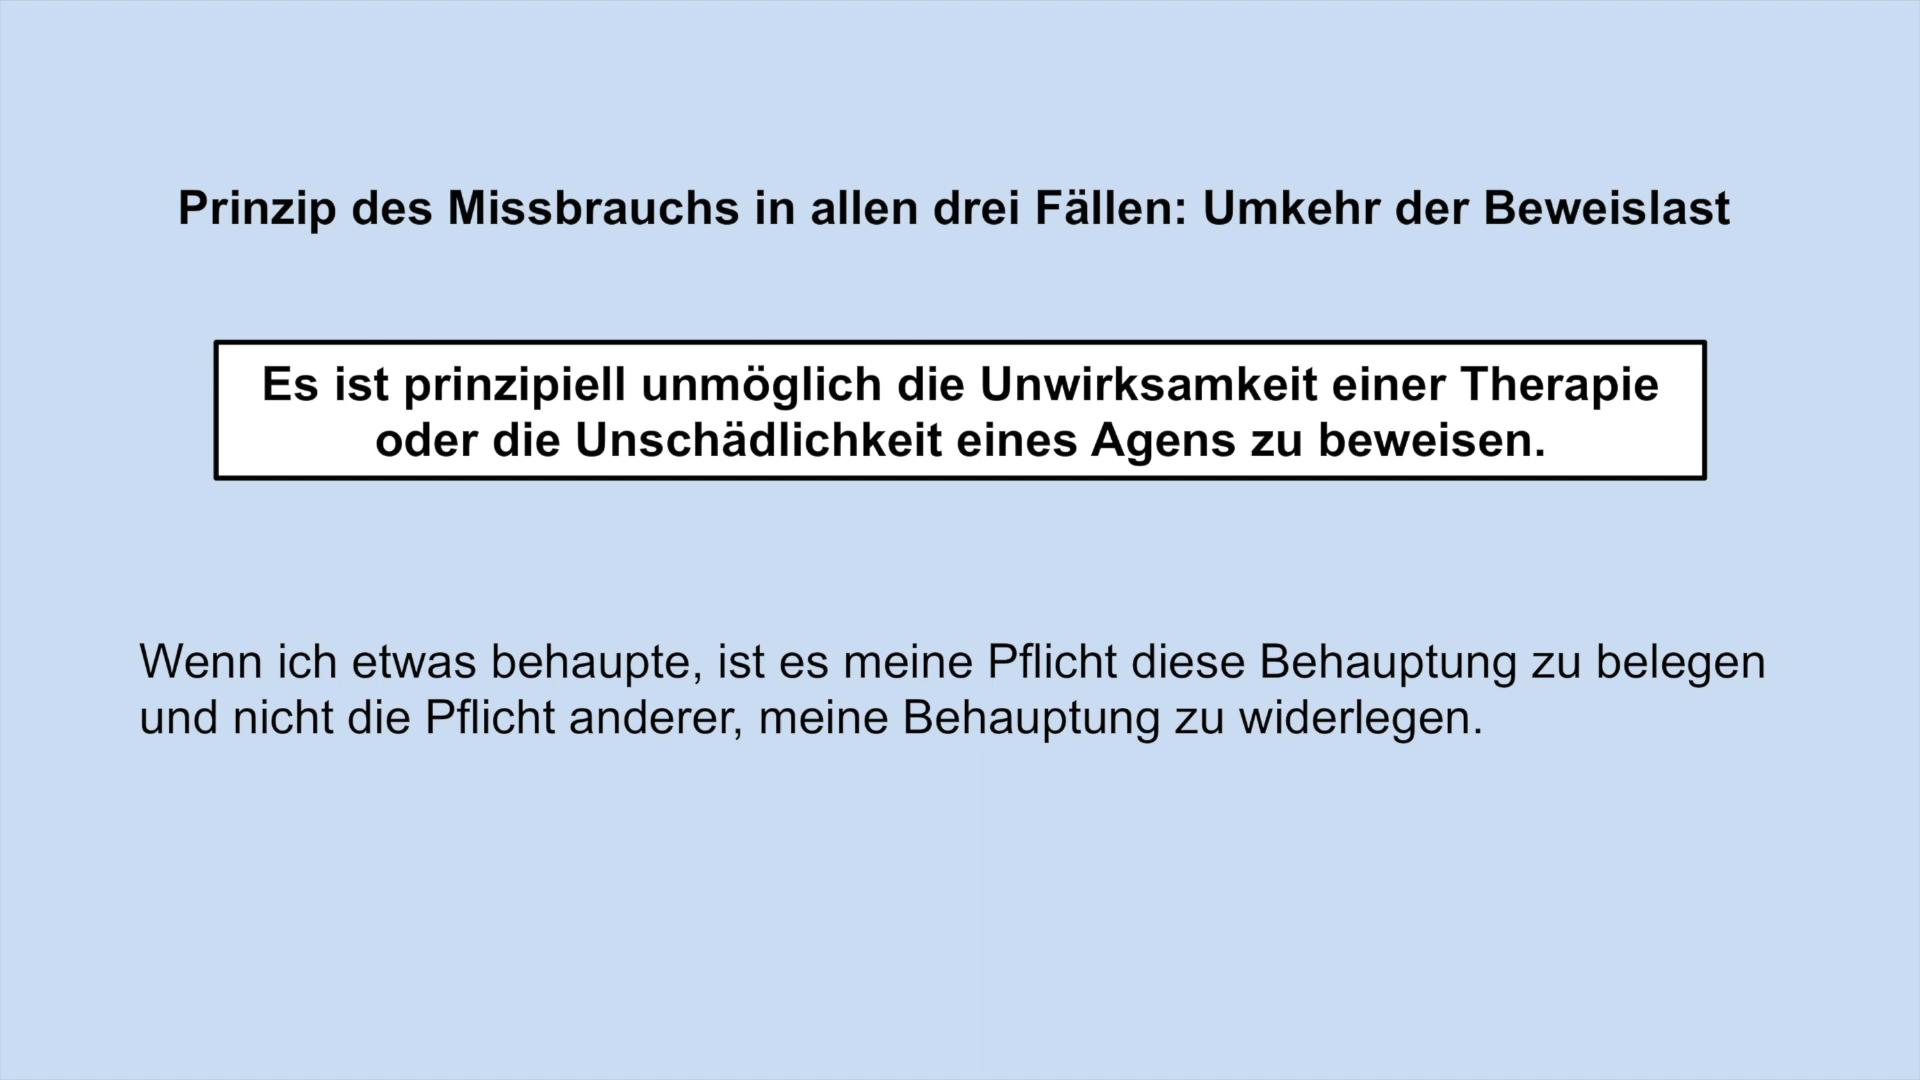 Prinzip des Missbrauchs in allen drei Fällen: Umkehr der Beweislast
Es ist prinzipiell unmöglich die Unwirksamkeit einer Therapie
oder die Unschädlichkeit eines Agens zu beweisen.
Wenn ich etwas behaupte, ist es meine Pflicht diese Behauptung zu belegen
und nicht die Pflicht anderer, meine Behauptung zu widerlegen.